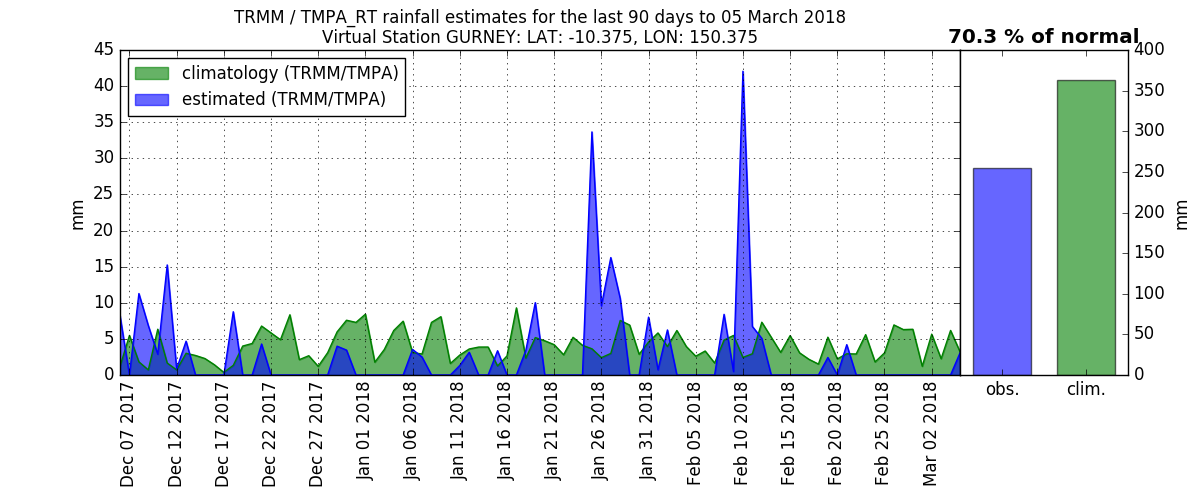 TRMM / TMPA_RT rainfall estimates for the last 90 days to 05 March 2018
Virtual Station GURNEY: LAT: -10.375, LON: 150.375
70.3 % of normal
climatology (TRMM/TMPA)
estimated (TRMM/TMPA)
45
40
35
30
25
20
15
10
5
0
mm
Dec 07 2017
Dec 12 2017
Dec 17 2017
Dec 22 2017
Dec 27 2017
Jan 01 2018
Jan 06 2018
Jan 11 2018
Jan 16 2018
Jan 21 2018
Jan 26 2018
Jan 31 2018
Feb 05 2018
Feb 10 2018
Feb 15 2018
Feb 20 2018
Feb 25 2018
Mar 02 2018
400
350
300
250
200
150
100
50
0
mm
obs.
clim.